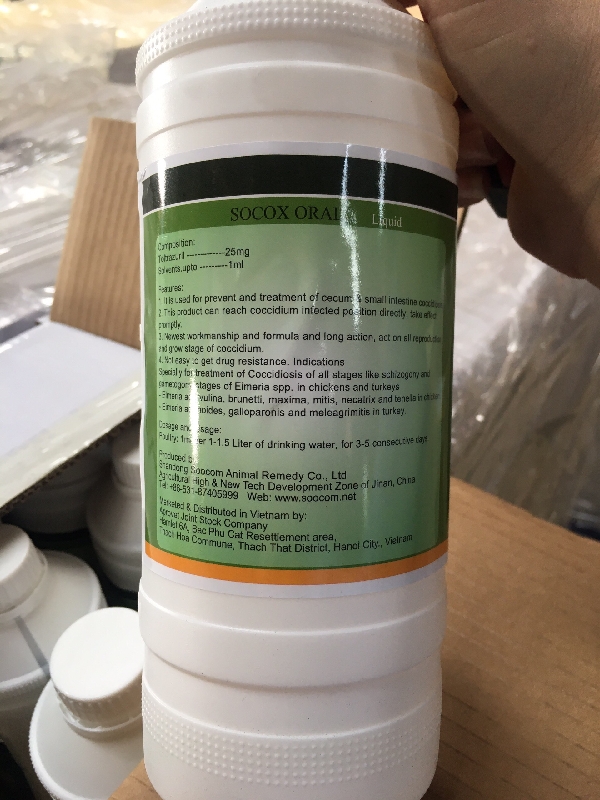 SOCOX ORAL Liquid
Composition:
Toltrazuril -------------25mg
Solvents,upto ----------1ml
Features:
1. It is used for prevent and treatment of cecum & small intestine
2. This product can reach coccidium infected position directly, take effect
promptly.
3. Newest workmanship and formula and long action, act on all
and grow stage of coccidium.
4. Not easy to get drug resistance. Indications
Specially for treatment of Coccidiosis of all stages like schizogony and
gametogony stages of Eimeria spp. in chickens and turkeys
- Eimeria brunetti, maxima, mitis, necatrix and tenella in
- Eimeria galloparonis and meleagrimitis in turkey.
Dosage and usage:
Poultry: 1ml per 1-1.5 Liter of drinking water, for 3-5 consecutive days
Produced by:
Shandong Soocom Animal Remedy Co., Ltd
Agricultural High & New Tech Development Zone of Jinan, China
Tel: +86-531-87405999 Web: www.soocom.net
Marketed & Distributed in Vietnam by:
Joint Stock Company
Hamlet 6A, Bac Phu Cat Resettlement area,
Thach Hoa Commune, Thach That District, Hanoi City., Vietnam